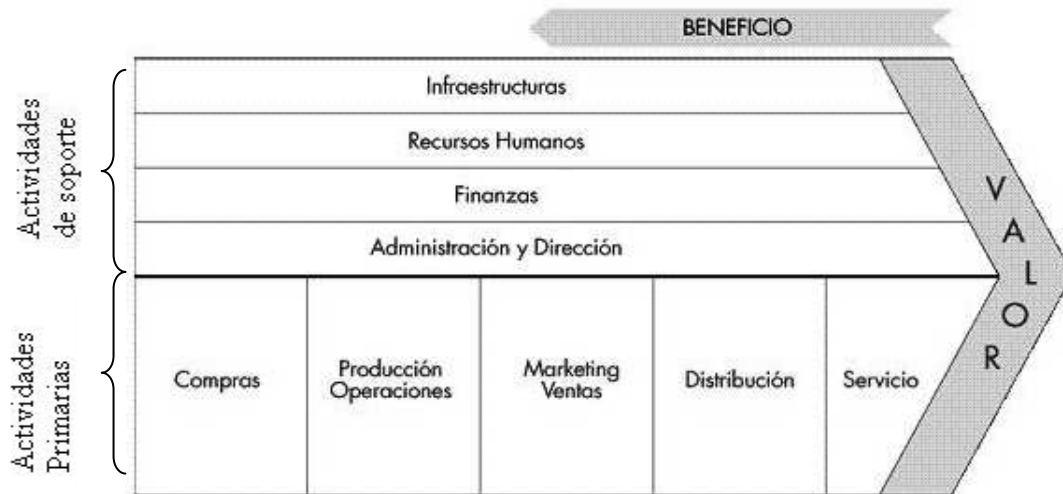 BENEFICIO
Actividades
de soporte
Infraestructuras
Recursos Humanos
Finanzas
Administración y Dirección
VALOR
Actividades
Primarias
Compras
Producción
Operaciones
Marketing
Ventas
Distribución
Servicio